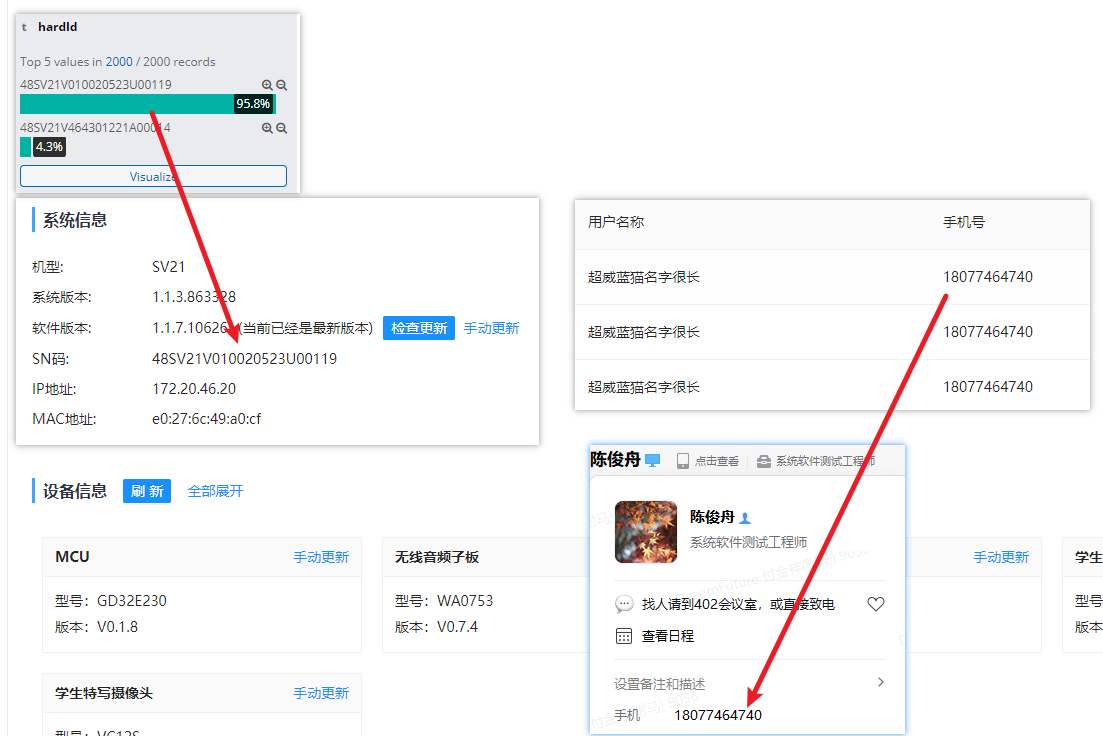 t hardId
Top 5 values in 2000 / 2000 records
48SV21V010020523U00119
95.8%
48SV21V464301221A00014
4.3%
Visualize
系统信息
机型: SV21
系统版本: 1.1.3.863328
软件版本: 1.1.7.10626 (当前已经是最新版本) 检查更新 手动更新
SN码: 48SV21V010020523U00119
IP地址: 172.20.46.20
MAC地址: e0:27:6c:49:a0:cf
用户名称 手机号
超威蓝猫名字很长 18077464740
超威蓝猫名字很长 18077464740
超威蓝猫名字很长 18077464740
设备信息 刷 新 全部展开
MCU 手动更新
型号: GD32E230
版本: V0.1.8
无线音频子板
型号: WA0753
版本: V0.7.4
手动更新
学生
型号
版本
学生特写摄像头 手动更新
型号: VC12S
陈俊舟 点击查看 系统软件测试工程师
陈俊舟
系统软件测试工程师
找人请到402会议室，或直接致电
查看日程
设置备注和描述
手机 18077464740